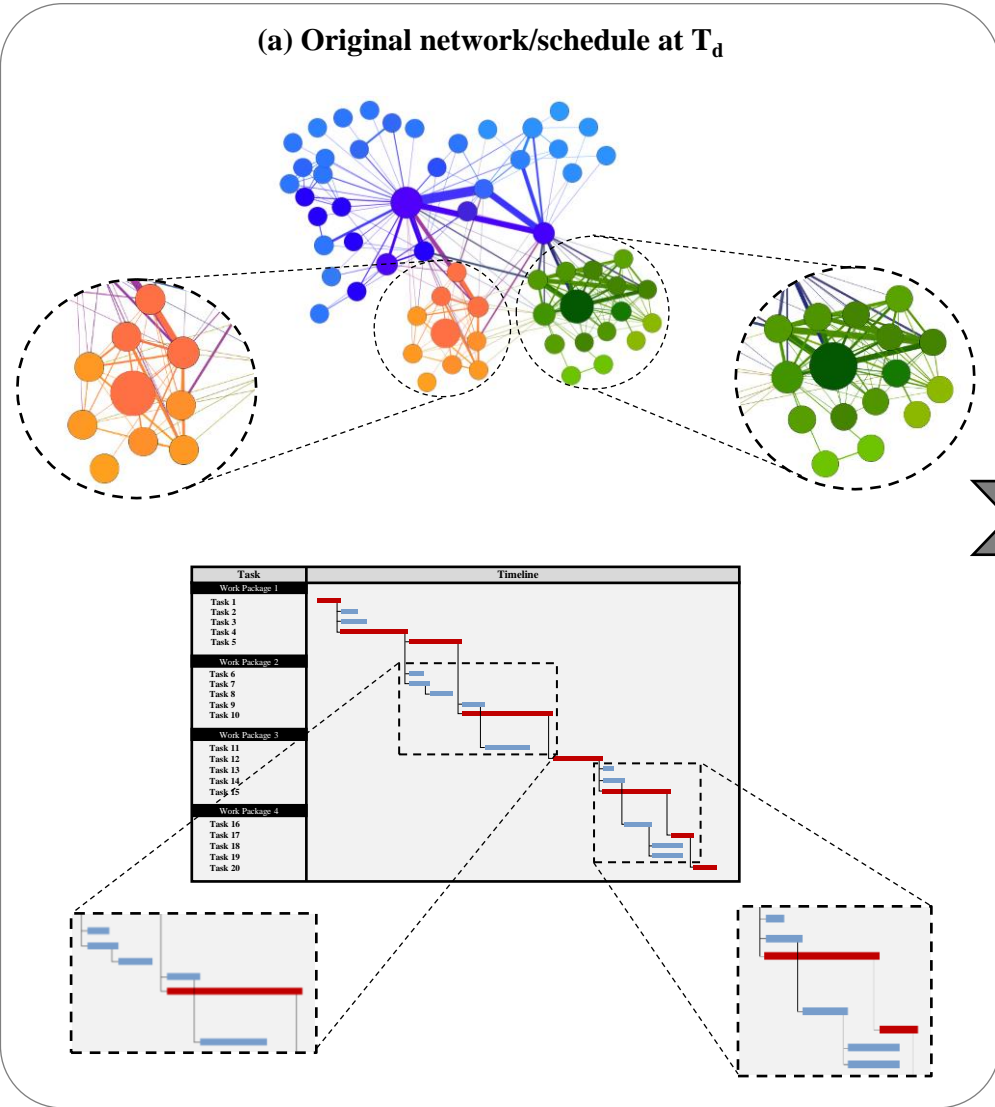 (a) Original network/schedule at Td
Task Timeline
Work Package 1
Task 1
Task 2
Task 3
Task 4
Task 5
Work Package 2
Task 6
Task 7
Task 8
Task 9
Task 10
Work Package 3
Task 11
Task 12
Task 13
Task 14
Task 15
Work Package 4
Task 16
Task 17
Task 18
Task 19
Task 20